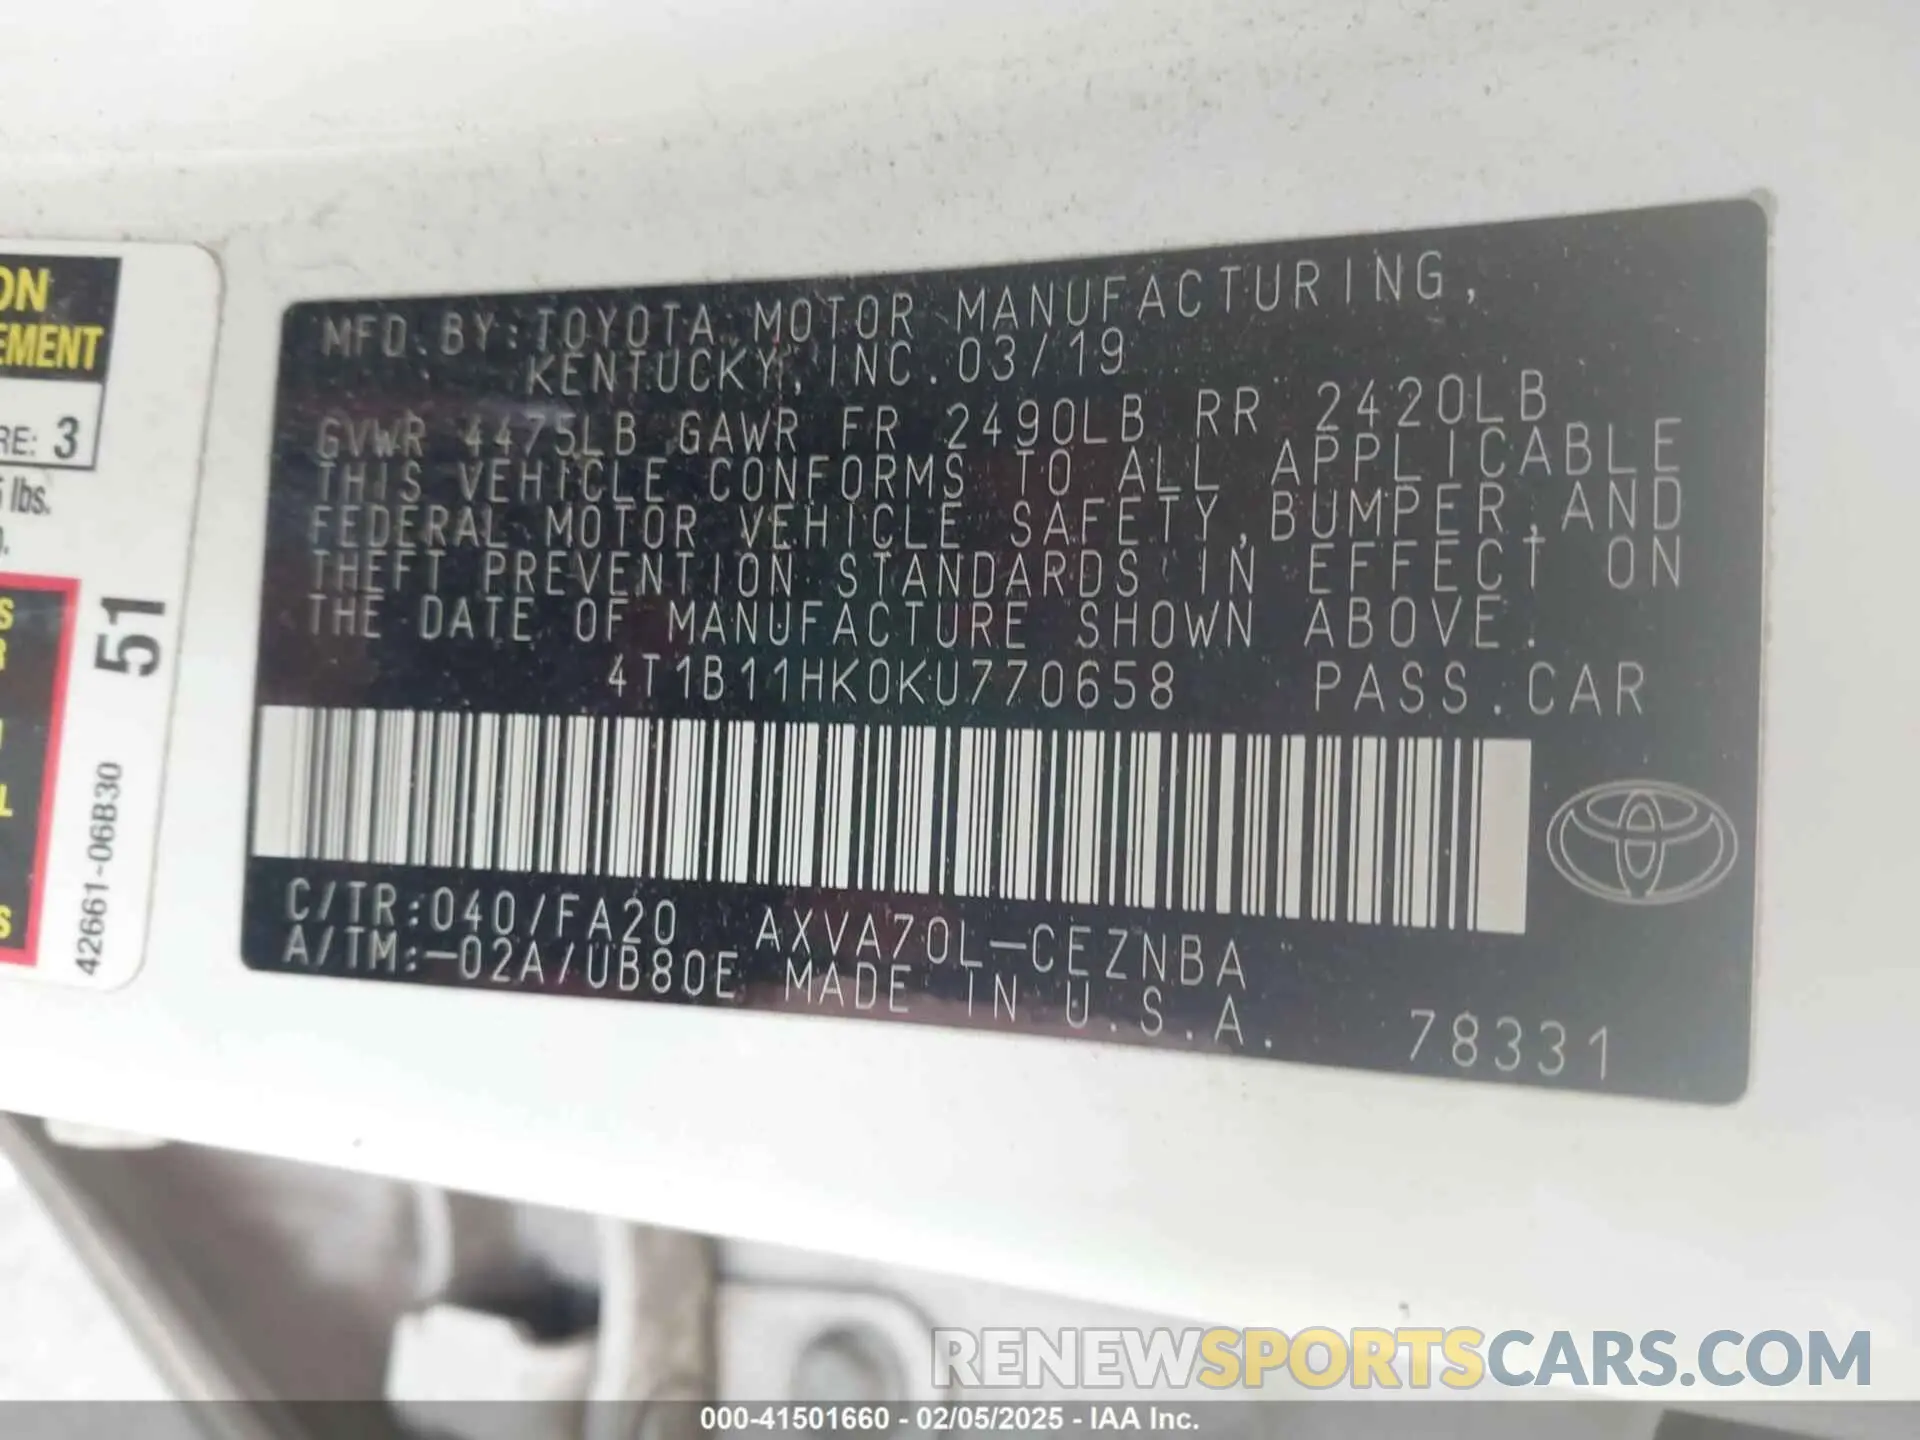 ON
EMENT
RE: 3
5 lbs.
S
R
L
S
51
42661-06B30
MFD. BY: TOYOTA MOTOR MANUFACTURING,
KENTUCKY, INC. 03/19
GVWR 4475LB GAWR FR 2490LB RR 2420LB
THIS VEHICLE CONFORMS TO ALL APPLICABLE
FEDERAL MOTOR VEHICLE SAFETY, BUMPER, AND
THEFT PREVENTION STANDARDS IN EFFECT ON
THE DATE OF MANUFACTURE SHOWN ABOVE.
4T1B11HK0KU770658 PASS. CAR
C/TR:040/FA20 AXVA70L-CEZNBA
A/TM:-02A/UB80E MADE IN U.S.A. 78331
RENEWSPORTSCARS.COM
000-41501660 - 02/05/2025 - IAA Inc.